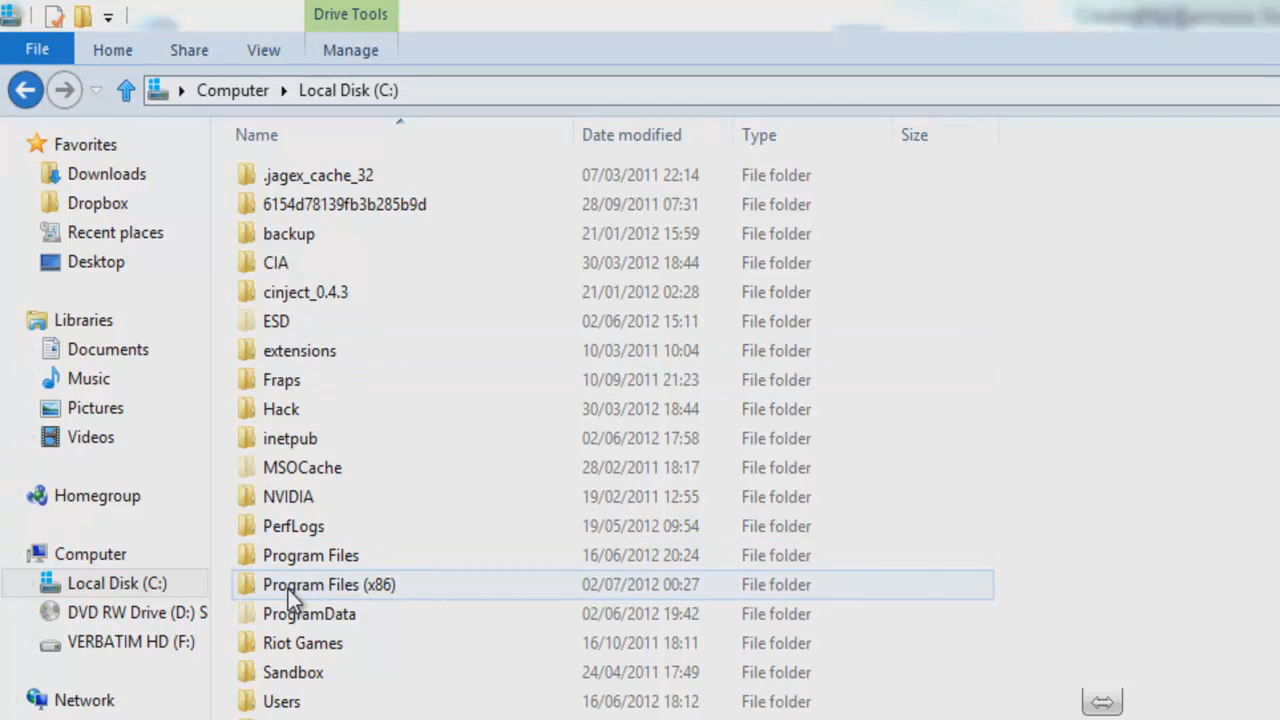 Drive Tools
File Home Share View Manage
Computer Local Disk (C:)
Name Date modified Type Size
Favorites
Downloads
Dropbox
Recent places
Desktop
Libraries
Documents
Music
Pictures
Videos
Homegroup
Computer
Local Disk (C:)
DVD RW Drive (D:) S
VERBATIM HD (F:)
Network
.jagex_cache_32 07/03/2011 22:14 File folder
6154d78139fb3b285b9d 28/09/2011 07:31 File folder
backup 21/01/2012 15:59 File folder
CIA 30/03/2012 18:44 File folder
cinject_0.4.3 21/01/2012 02:28 File folder
ESD 02/06/2012 15:11 File folder
extensions 10/03/2011 10:04 File folder
Fraps 10/09/2011 21:23 File folder
Hack 30/03/2012 18:44 File folder
inetpub 02/06/2012 17:58 File folder
MSOCache 28/02/2011 18:17 File folder
NVIDIA 19/02/2011 12:55 File folder
PerfLogs 19/05/2012 09:54 File folder
Program Files 16/06/2012 20:24 File folder
Program Files (x86) 02/07/2012 00:27 File folder
ProgramData 02/06/2012 19:42 File folder
Riot Games 16/10/2011 18:11 File folder
Sandbox 24/04/2011 17:49 File folder
Users 16/06/2012 18:12 File folder